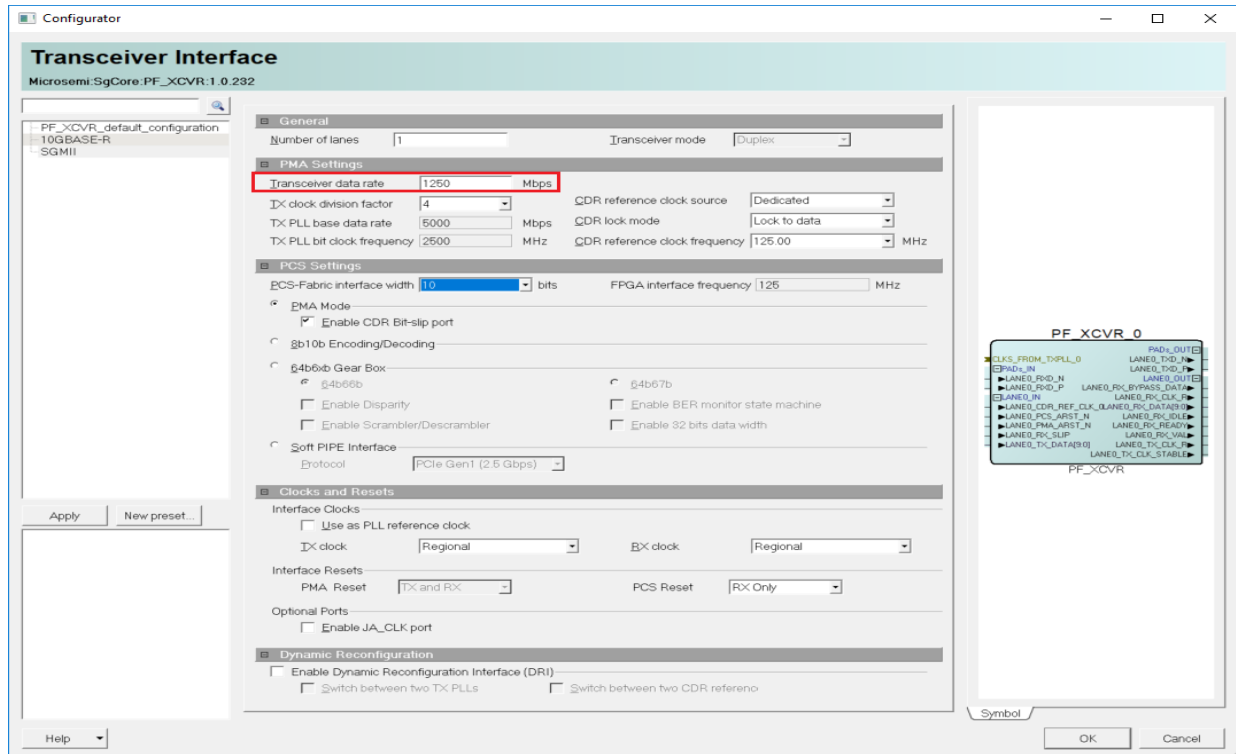 Configurator
Transceiver Interface
Microsemi:SgCore:PF_XCVR:1.0.232
PF_XCVR_default_configuration
10GBASE-R
SGMII
Apply
New preset...
General
Number of lanes 1 Transceiver mode Duplex
PMA Settings
Transceiver data rate 1250 Mbps
TX clock division factor 4 CDR reference clock source Dedicated
TX PLL base data rate 5000 Mbps CDR lock mode Lock to data
TX PLL bit clock frequency 2500 MHz CDR reference clock frequency 125.00 MHz
PCS Settings
PCS-Fabric interface width 10 bits FPGA interface frequency 125 MHz
PMA Mode
Enable CDR Bit-slip port
8b10b Encoding/Decoding
64b6xb Gear Box
64b66b 64b67b
Enable Disparity Enable BER monitor state machine
Enable Scrambler/Descrambler Enable 32 bits data width
Soft PIPE Interface
Protocol PCIe Gen1 (2.5 Gbps)
Clocks and Resets
Interface Clocks
Use as PLL reference clock
TX clock Regional RX clock Regional
Interface Resets
PMA Reset TX and RX PCS Reset RX Only
Optional Ports
Enable JA_CLK port
Dynamic Reconfiguration
Enable Dynamic Reconfiguration Interface (DRI)
Switch between two TX PLLs Switch between two CDR referenc
PF_XCVR_0
PADs_OUT
CLKS_FROM_TXPLL_0 LANE0_TXD_N
PADs_IN LANE0_TXD_P
LANE0_RXD_N LANE0_OUT
LANE0_RXD_P LANE0_RX_BYPASS_DATA
LANE0_IN LANE0_RX_CLK_R
LANE0_CDR_REF_CLK_0 LANE0_RX_DATA[9:0]
LANE0_PCS_ARST_N LANE0_RX_IDLE
LANE0_PMA_ARST_N LANE0_RX_READY
LANE0_RX_SLIP LANE0_RX_VAL
LANE0_TX_DATA[9:0] LANE0_TX_CLK_R
LANE0_TX_CLK_STABLE
PF_XCVR
Symbol
Help
OK
Cancel